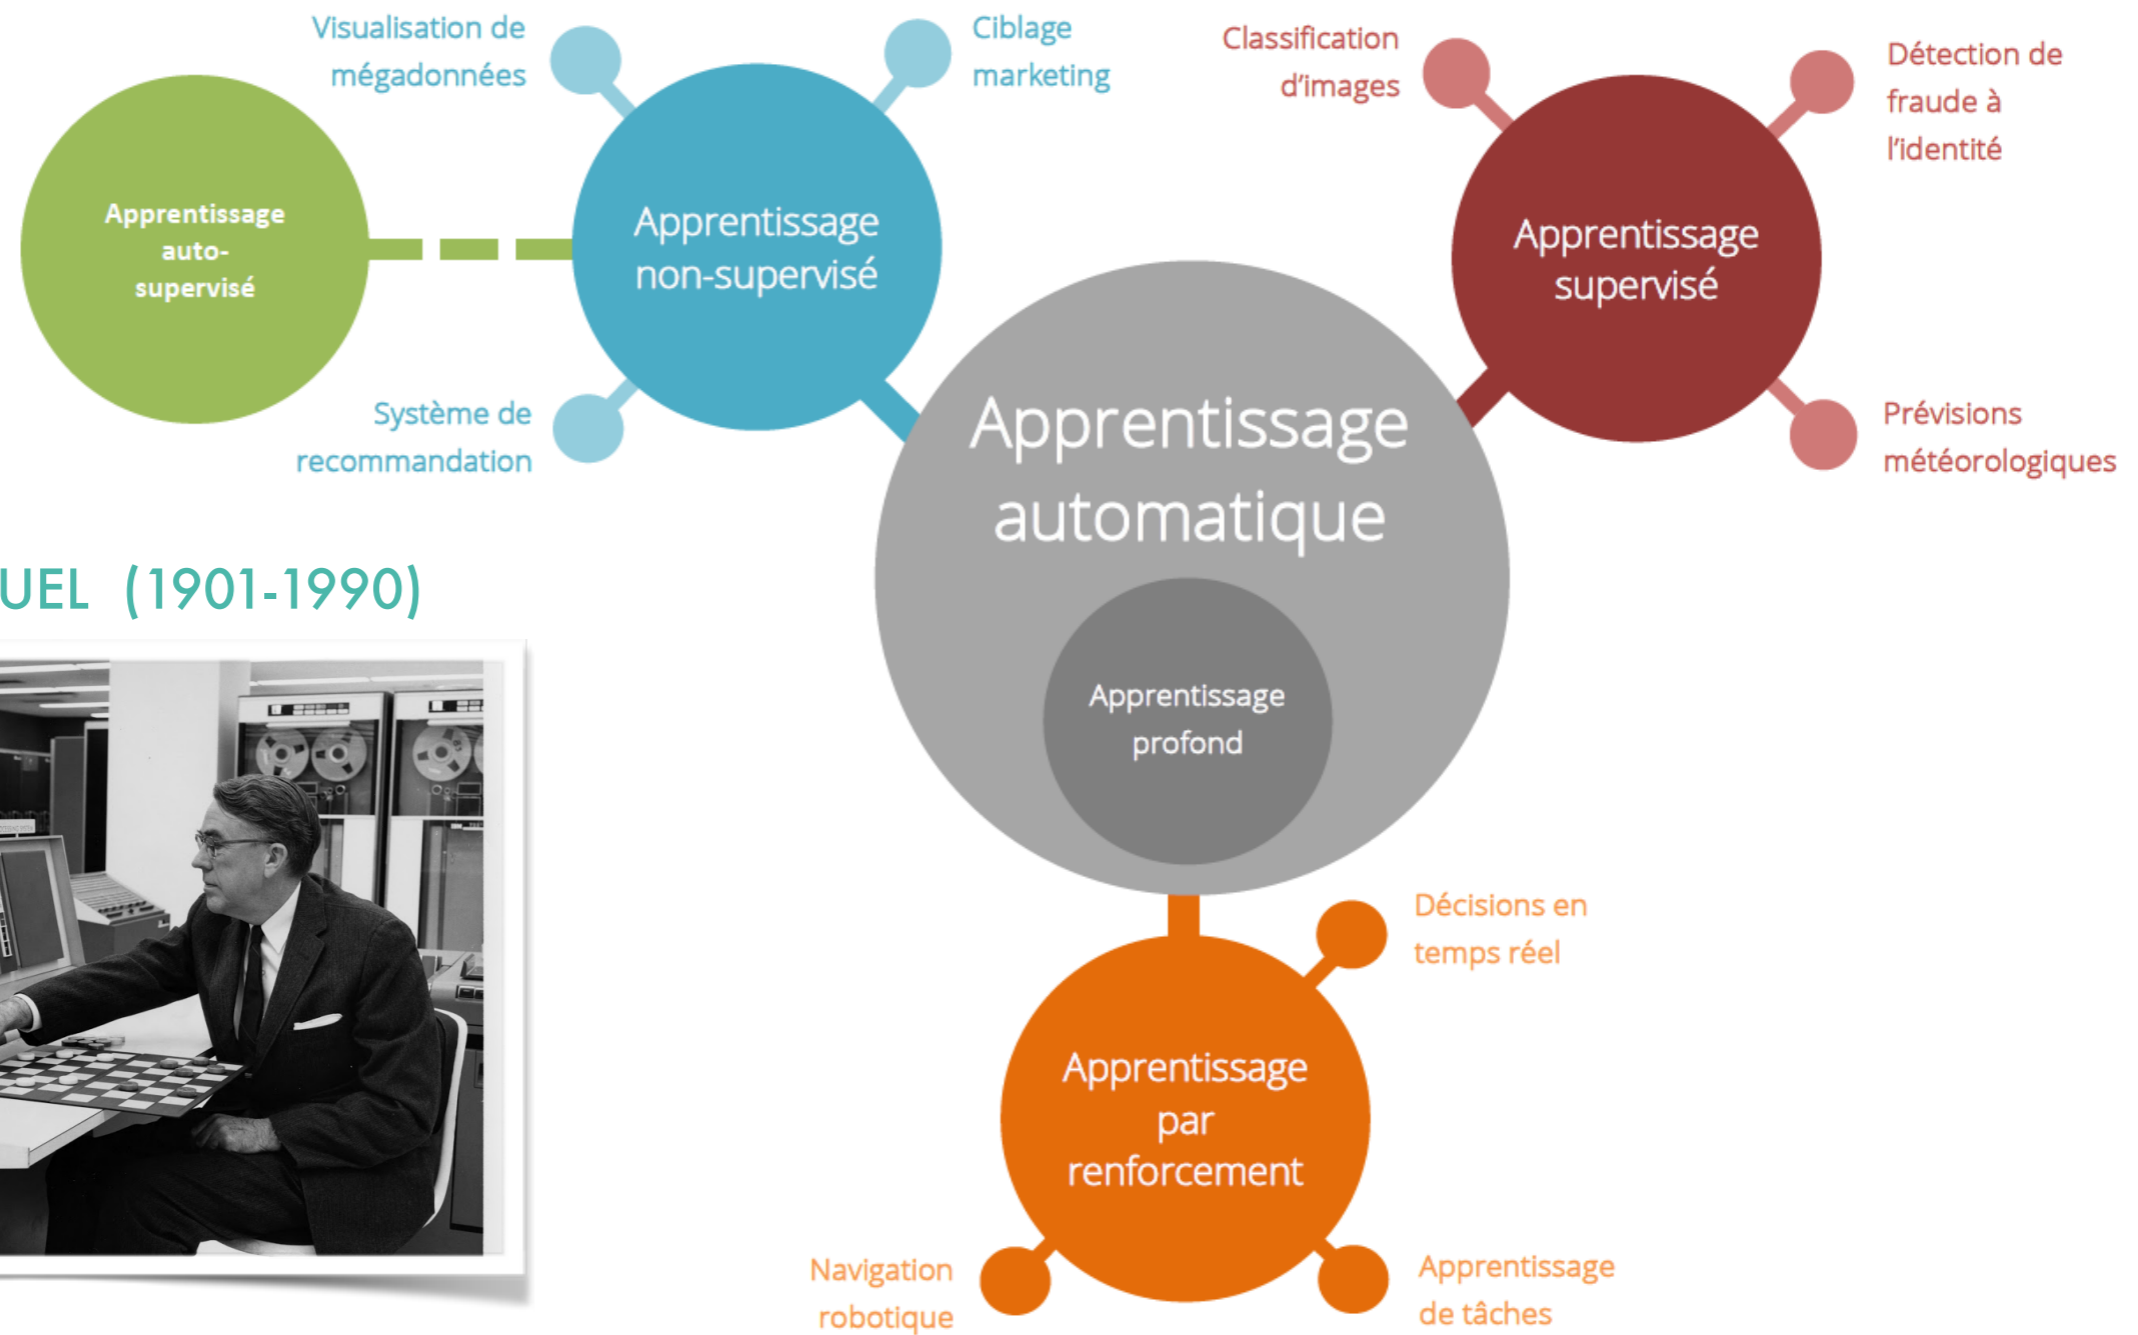 Visualisation de
mégadonnées
Ciblage
marketing
Classification
d'images
Détection de
fraude à
l'identité
Apprentissage
auto-
supervisé
Apprentissage
non-supervisé
Apprentissage
supervisé
Système de
recommandation
Prévisions
météorologiques
Apprentissage
automatique
UEL (1901-1990)
Apprentissage
profond
Décisions en
temps réel
Apprentissage
par
renforcement
Navigation
robotique
Apprentissage
de tâches